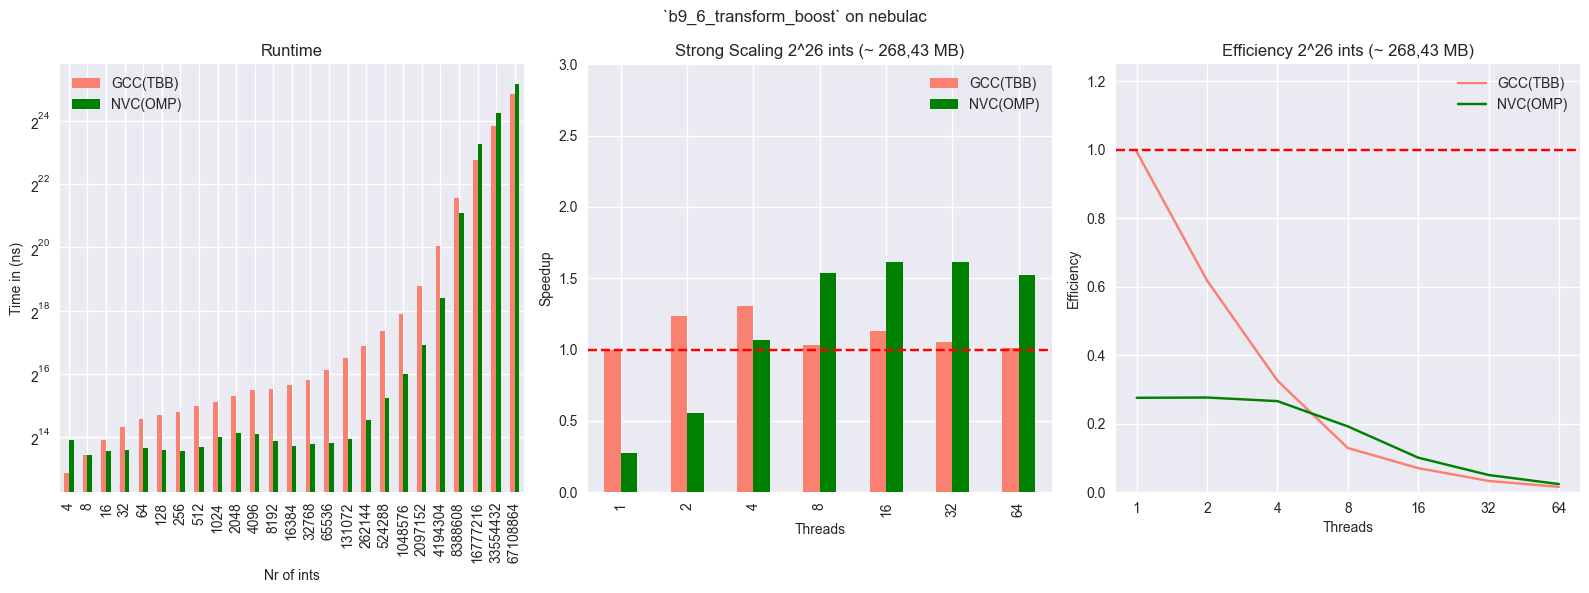 `b9_6_transform_boost` on nebulac
Runtime
GCC(TBB)
NVC(OMP)
Time in (ns)
2^24
2^22
2^20
2^18
2^16
2^14
4 8 16 32 64 128 256 512 1024 2048 4096 8192 16384 32768 65536 131072 262144 524288 1048576 2097152 4194304 8388608 16777216 33554432 67108864
Nr of ints
Strong Scaling 2^26 ints (~ 268,43 MB)
GCC(TBB)
NVC(OMP)
Speedup
3.0
2.5
2.0
1.5
1.0
0.5
0.0
1 2 4 8 16 32 64
Threads
Efficiency 2^26 ints (~ 268,43 MB)
GCC(TBB)
NVC(OMP)
Efficiency
1.2
1.0
0.8
0.6
0.4
0.2
0.0
1 2 4 8 16 32 64
Threads